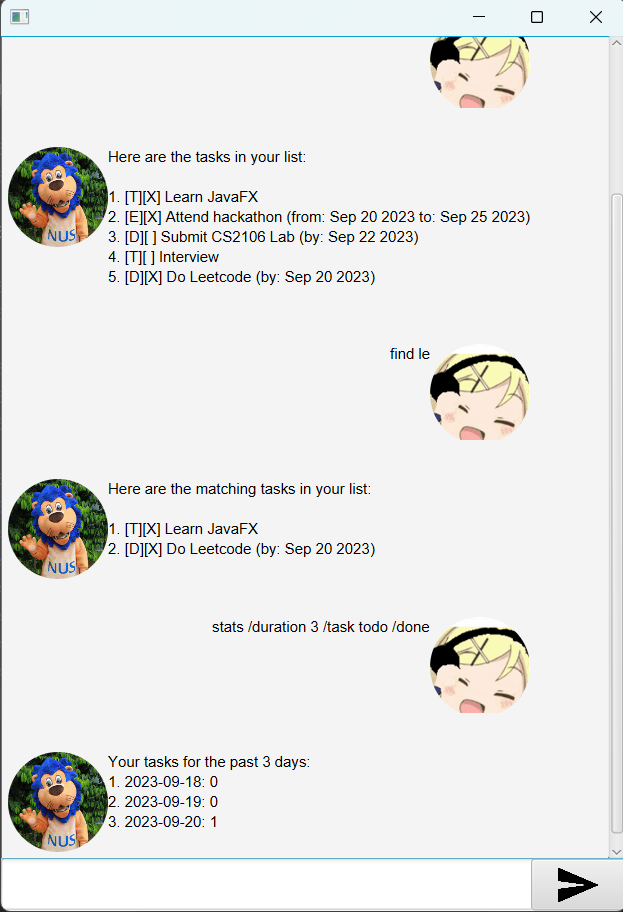 Here are the tasks in your list:
1. [T][X] Learn JavaFX
2. [E][X] Attend hackathon (from: Sep 20 2023 to: Sep 25 2023)
3. [D][ ] Submit CS2106 Lab (by: Sep 22 2023)
4. [T][ ] Interview
5. [D][X] Do Leetcode (by: Sep 20 2023)
NUS
find le
Here are the matching tasks in your list:
1. [T][X] Learn JavaFX
2. [D][X] Do Leetcode (by: Sep 20 2023)
NUS
stats /duration 3 /task todo /done
Your tasks for the past 3 days:
1. 2023-09-18: 0
2. 2023-09-19: 0
3. 2023-09-20: 1
NUS